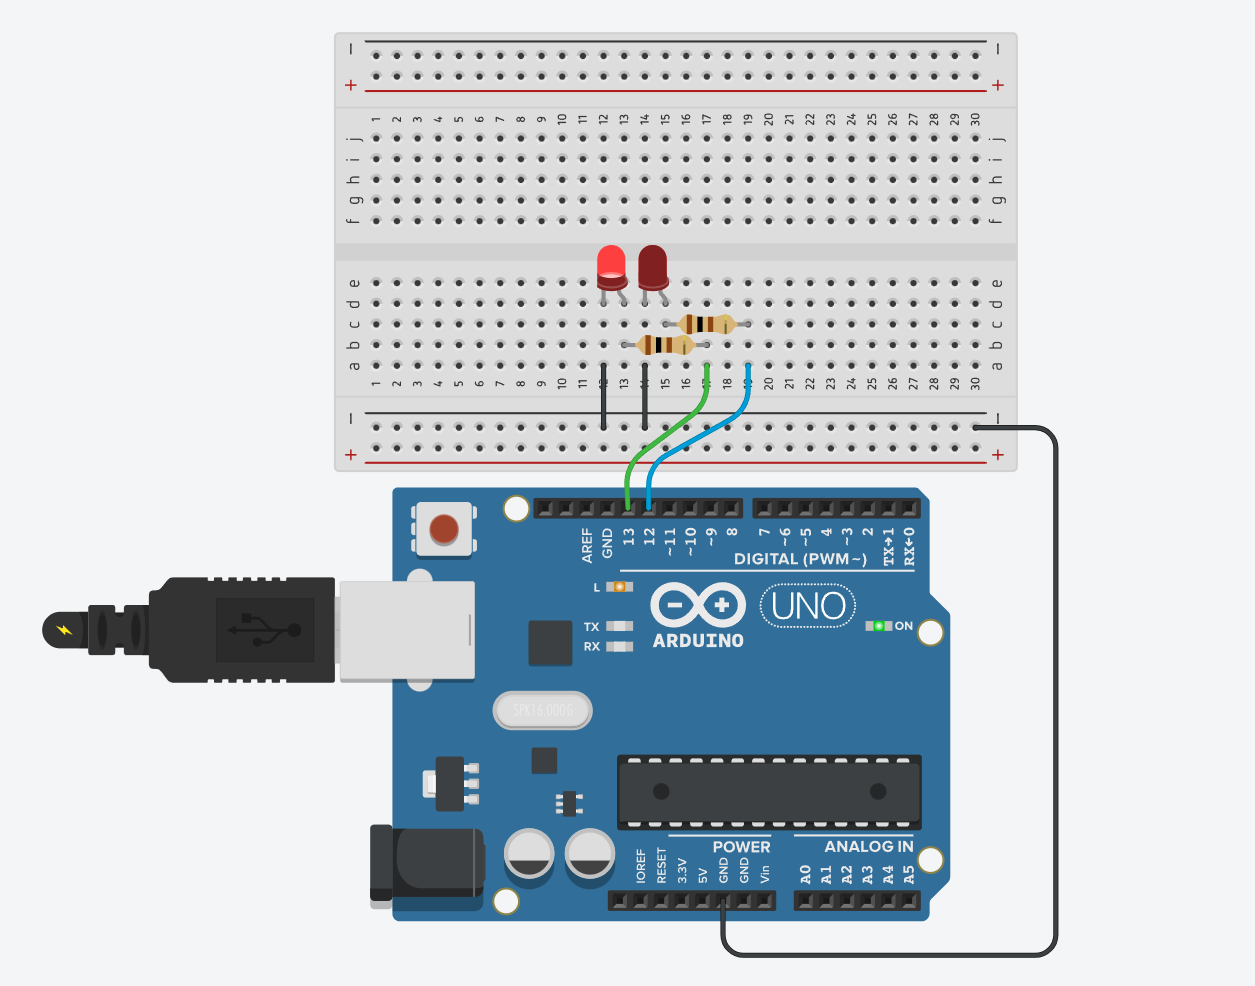 − −
+ +
1 2 3 4 5 6 7 8 9 10 11 12 13 14 15 16 17 18 19 20 21 22 23 24 25 26 27 28 29 30
j j
i i
h h
g g
f f
e e
d d
c c
b b
a a
1 2 3 4 5 6 7 8 9 10 11 12 13 14 15 16 17 18 19 20 21 22 23 24 25 26 27 28 29 30
− −
+ +
AREF GND 13 12 ~11 ~10 ~9 8 7 ~6 ~5 4 ~3 2 TX→1 RX←0
DIGITAL (PWM~)
L
UNO
TX
ON
ARDUINO
RX
SPK16.000G
POWER
ANALOG IN
IOREF RESET 3.3V 5V GND GND Vin A0 A1 A2 A3 A4 A5